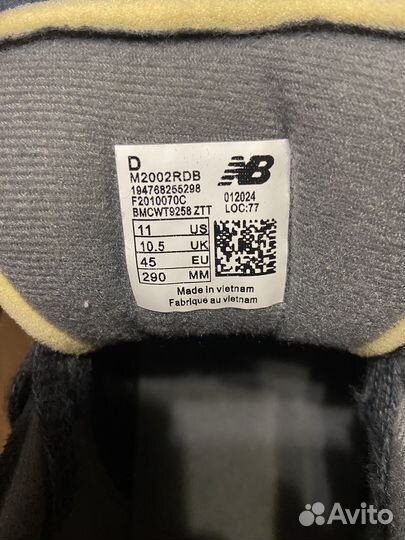 D
M2002RDB
194768255298
F2010070C
BMCWT9258 ZTT
NB
012024
LOC:77
11 US
10.5 UK
45 EU
290 MM
Made in vietnam
Fabrique au vietnam
Avito